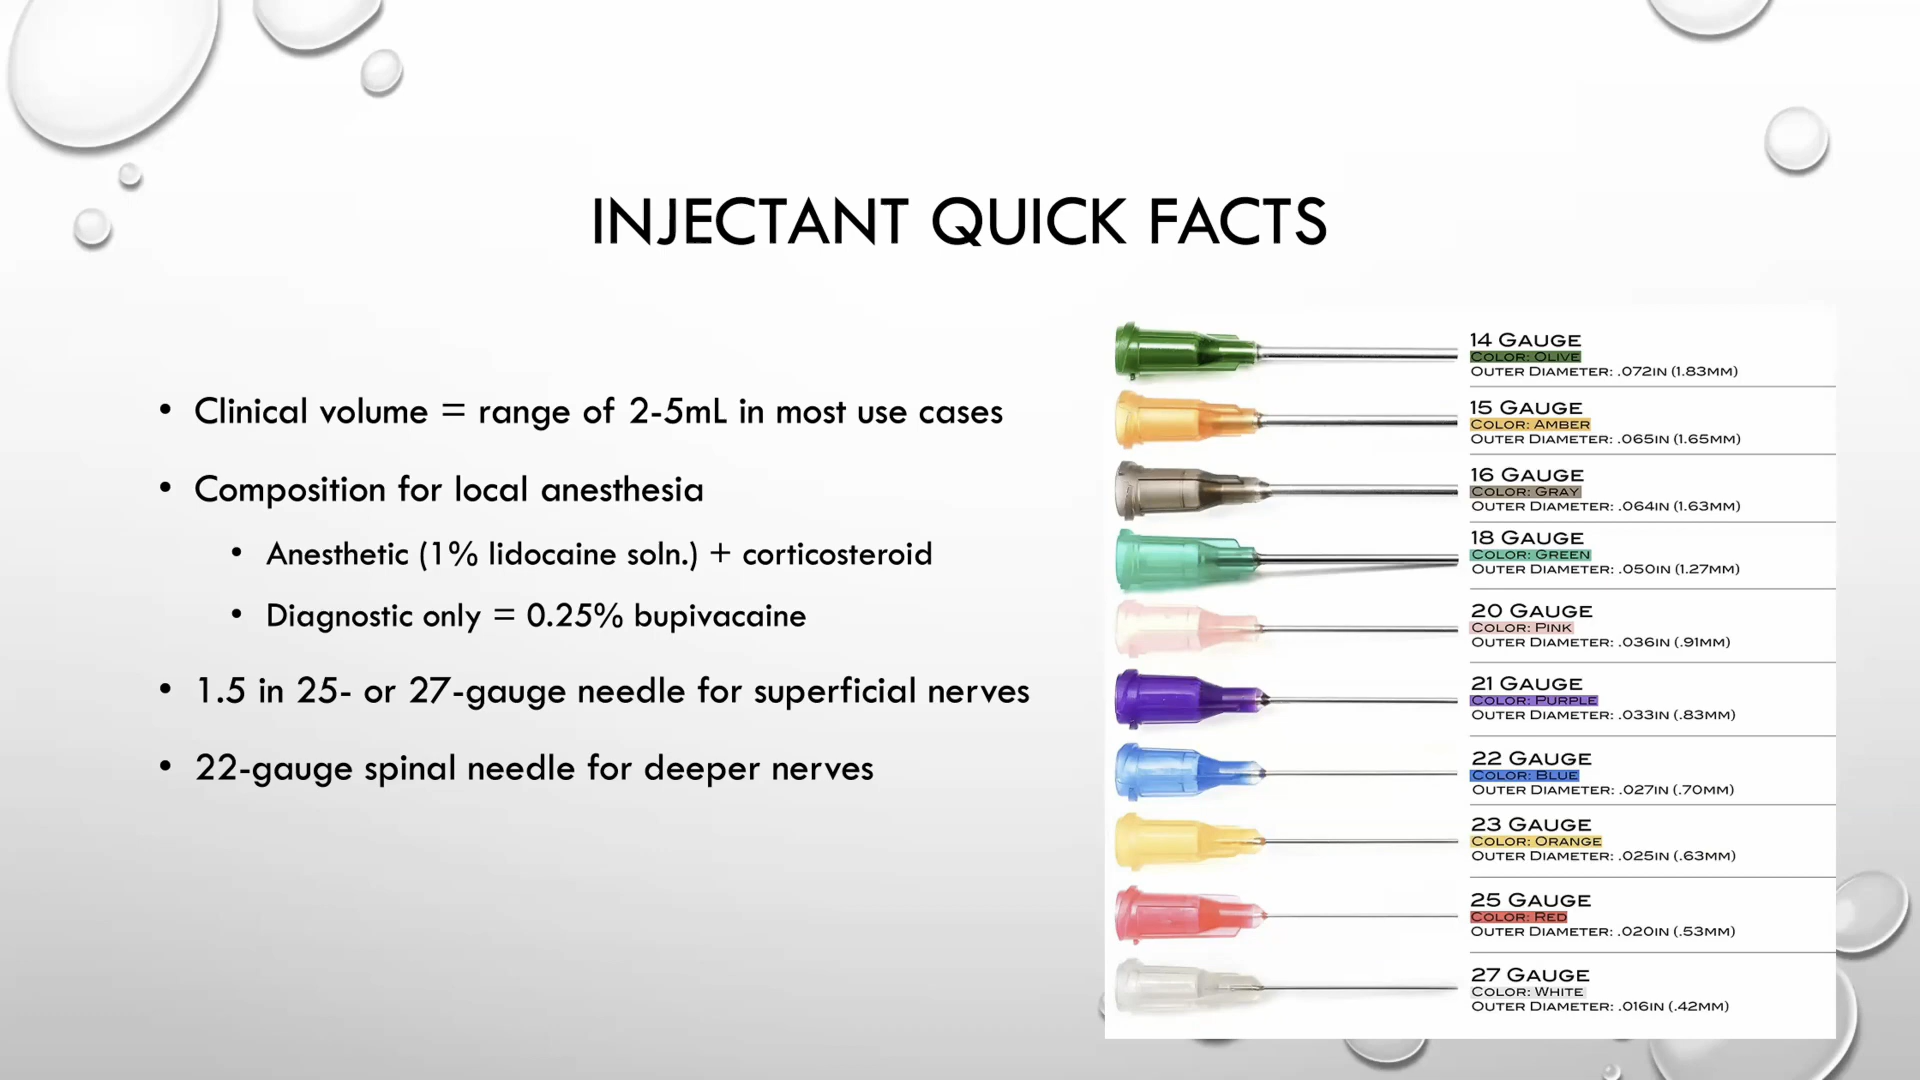 INJECTANT QUICK FACTS
• Clinical volume = range of 2-5mL in most use cases
• Composition for local anesthesia
• Anesthetic (1% lidocaine soln.) + corticosteroid
• Diagnostic only = 0.25% bupivacaine
• 1.5 in 25- or 27-gauge needle for superficial nerves
• 22-gauge spinal needle for deeper nerves
14 GAUGE
COLOR: OLIVE
OUTER DIAMETER: .072IN (1.83MM)
15 GAUGE
COLOR: AMBER
OUTER DIAMETER: .065IN (1.65MM)
16 GAUGE
COLOR: GRAY
OUTER DIAMETER: .064IN (1.63MM)
18 GAUGE
COLOR: GREEN
OUTER DIAMETER: .050IN (1.27MM)
20 GAUGE
COLOR: PINK
OUTER DIAMETER: .036IN (.91MM)
21 GAUGE
COLOR: PURPLE
OUTER DIAMETER: .033IN (.83MM)
22 GAUGE
COLOR: BLUE
OUTER DIAMETER: .027IN (.70MM)
23 GAUGE
COLOR: ORANGE
OUTER DIAMETER: .025IN (.63MM)
25 GAUGE
COLOR: RED
OUTER DIAMETER: .020IN (.53MM)
27 GAUGE
COLOR: WHITE
OUTER DIAMETER: .016IN (.42MM)